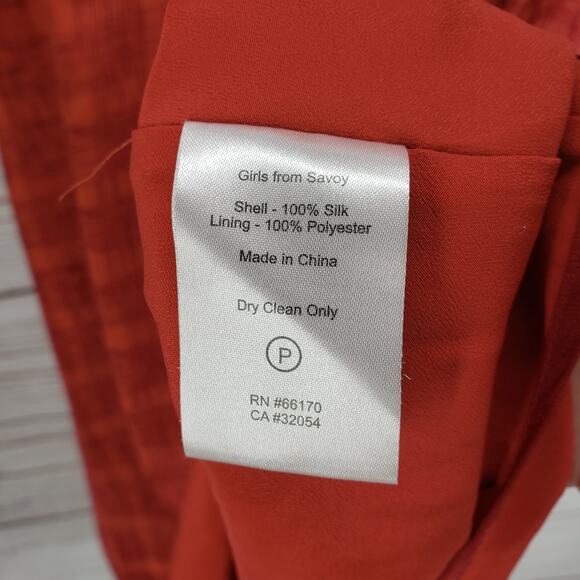 Girls from Savoy
Shell - 100% Silk
Lining - 100% Polyester
Made in China
Dry Clean Only
P
RN #66170
CA #32054